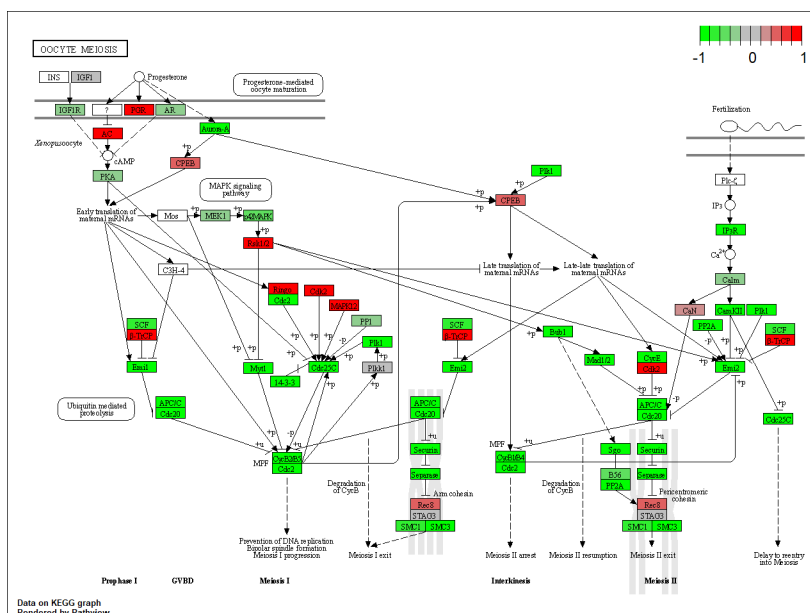 OOCYTE MEIOSIS
-1 0 1
INS
IGF1
Progesterone
Progesterone-mediated
oocyte maturation
IGF1R
?
PGR
AR
Aurora-A
Fertilization
Xenopus oocyte
AC
cAMP
+p
CPEB
PKA
MAPK signaling
pathway
Plk1
+p
+p
+p
CPEB
Plc-ζ
IP3
IP3R
Ca2+
Early translation of
maternal mRNAs
Mos
+p
MEK1
+p
p42MAPK
+p
Rsk1/2
C3H-4
Late translation of
maternal mRNAs
Late-late translation of
maternal mRNAs
Calm
CaN
CamKII
Plk1
Ringo
Cdc2
Cdk2
MAPK12
PP1
SCF
β-TrCP
Emi1
Myt1
14-3-3
Cdc25C
Plk1
+p
Plkk1
-p
SCF
β-TrCP
Emi2
+p
Bub1
Mad1/2
CycE
Cdk2
PP2A
-p
+p
+p
SCF
β-TrCP
Emi2
+p
Ubiquitin mediated
proteolysis
APC/C
Cdc20
APC/C
Cdc20
+p
+p
APC/C
Cdc20
-p
+p
Cdc25C
+p
-p
+u
MPF
Cdc2
+u
Securin
Separase
Arm cohesin
Rec8
STAG3
SMC1
SMC3
MPF
+u
Cdc2
Sgo
B56
PP2A
+u
Securin
Separase
Pericentromeric
cohesin
Rec8
STAG3
SMC1
SMC3
Degradation
of CycB
Degradation
of CycB
Prevention of DNA replication
Bipolar spindle formation
Meiosis I progression
Meiosis I exit
Meiosis II arrest
Meiosis II resumption
Meiosis II exit
Delay to reentry
into Meiosis
Prophase I
GVBD
Meiosis I
Interkinesis
Meiosis II
Data on KEGG graph
Rendered by Pathview